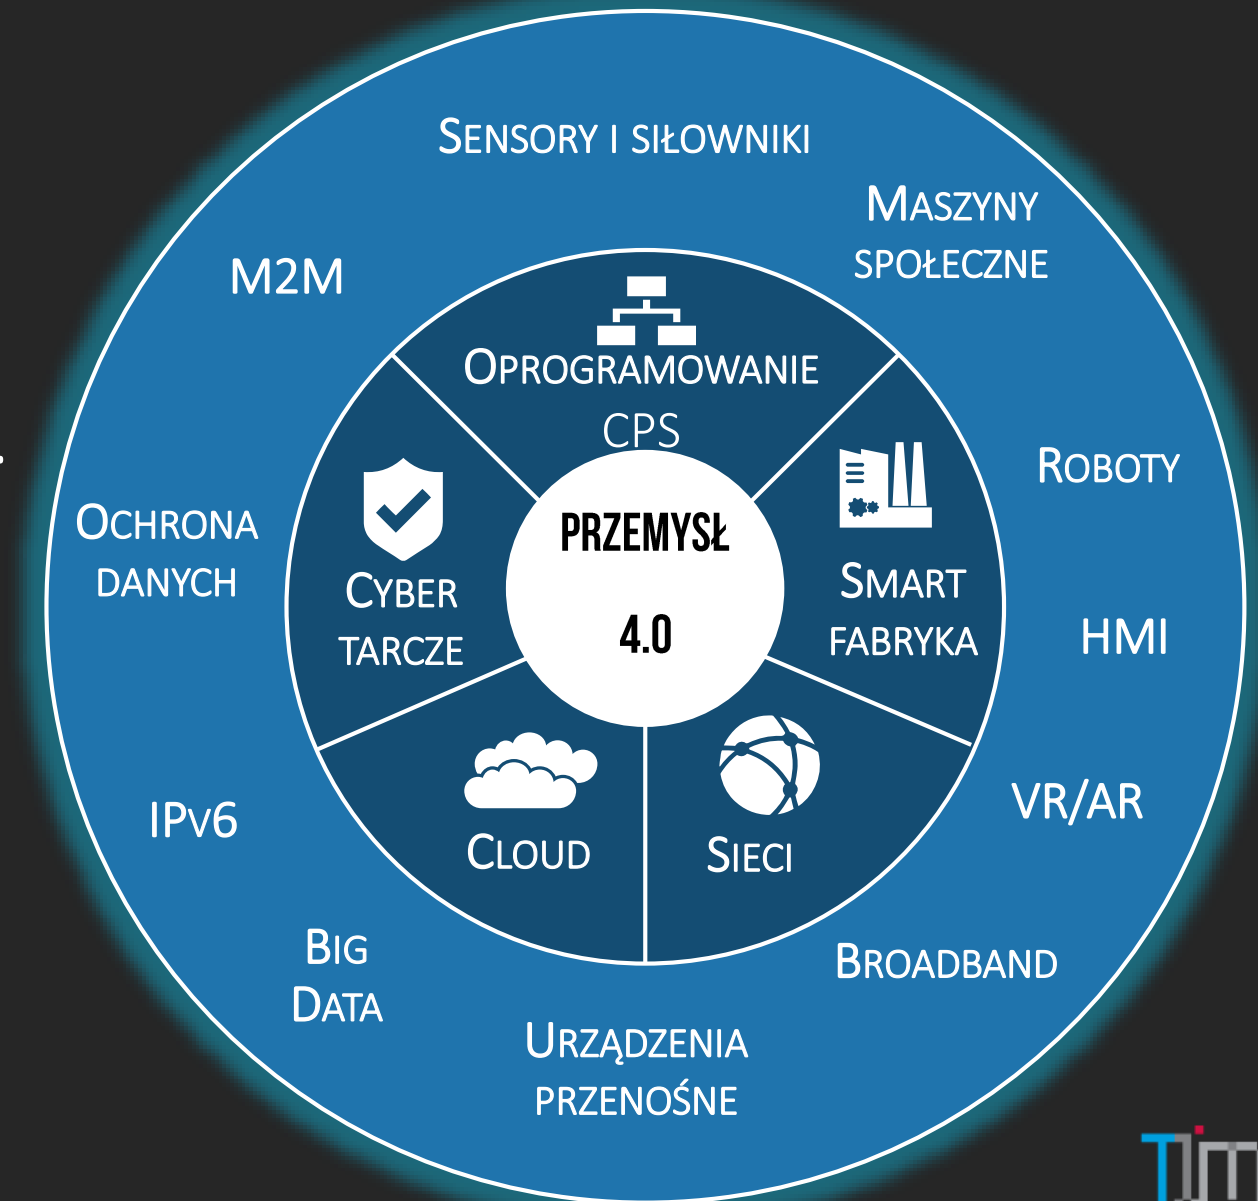 SENSORY I SIŁOWNIKI
MASZYNY
SPOŁECZNE
M2M
OPROGRAMOWANIE
CPS
ROBOTY
OCHRONA
DANYCH
PRZEMYSŁ
4.0
CYBER
TARCZE
SMART
FABRYKA
HMI
IPV6
CLOUD
SIECI
VR/AR
BIG
DATA
BROADBAND
URZĄDZENIA
PRZENOŚNE